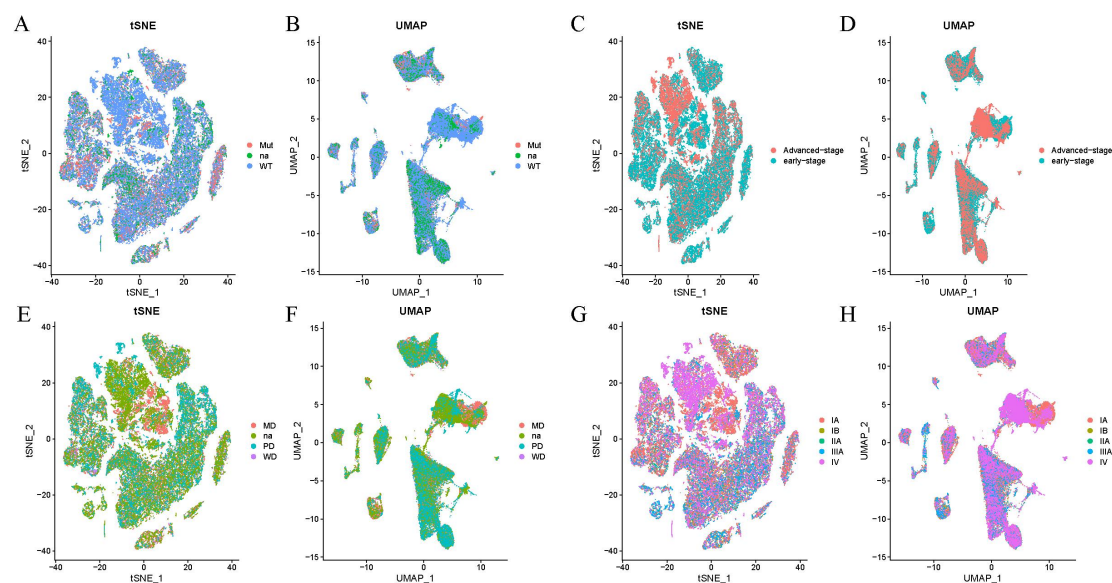 A
tSNE
40
20
0
−20
−40
−40
−20
0
20
40
tSNE_2
tSNE_1
Mut
na
WT
B
UMAP
15
10
5
0
−5
−10
−15
−10
0
10
UMAP_2
UMAP_1
Mut
na
WT
C
tSNE
40
20
0
−20
−40
−40
−20
0
20
40
tSNE_2
tSNE_1
Advanced−stage
early−stage
D
UMAP
15
10
5
0
−5
−10
−15
−10
0
10
UMAP_2
UMAP_1
Advanced−stage
early−stage
E
tSNE
40
20
0
−20
−40
−40
−20
0
20
40
tSNE_2
tSNE_1
MD
na
PD
WD
F
UMAP
15
10
5
0
−5
−10
−15
−10
0
10
UMAP_2
UMAP_1
MD
na
PD
WD
G
tSNE
40
20
0
−20
−40
−40
−20
0
20
40
tSNE_2
tSNE_1
IA
IB
IIA
IIIA
IV
H
UMAP
15
10
5
0
−5
−10
−15
−10
0
10
UMAP_2
UMAP_1
IA
IB
IIA
IIIA
IV